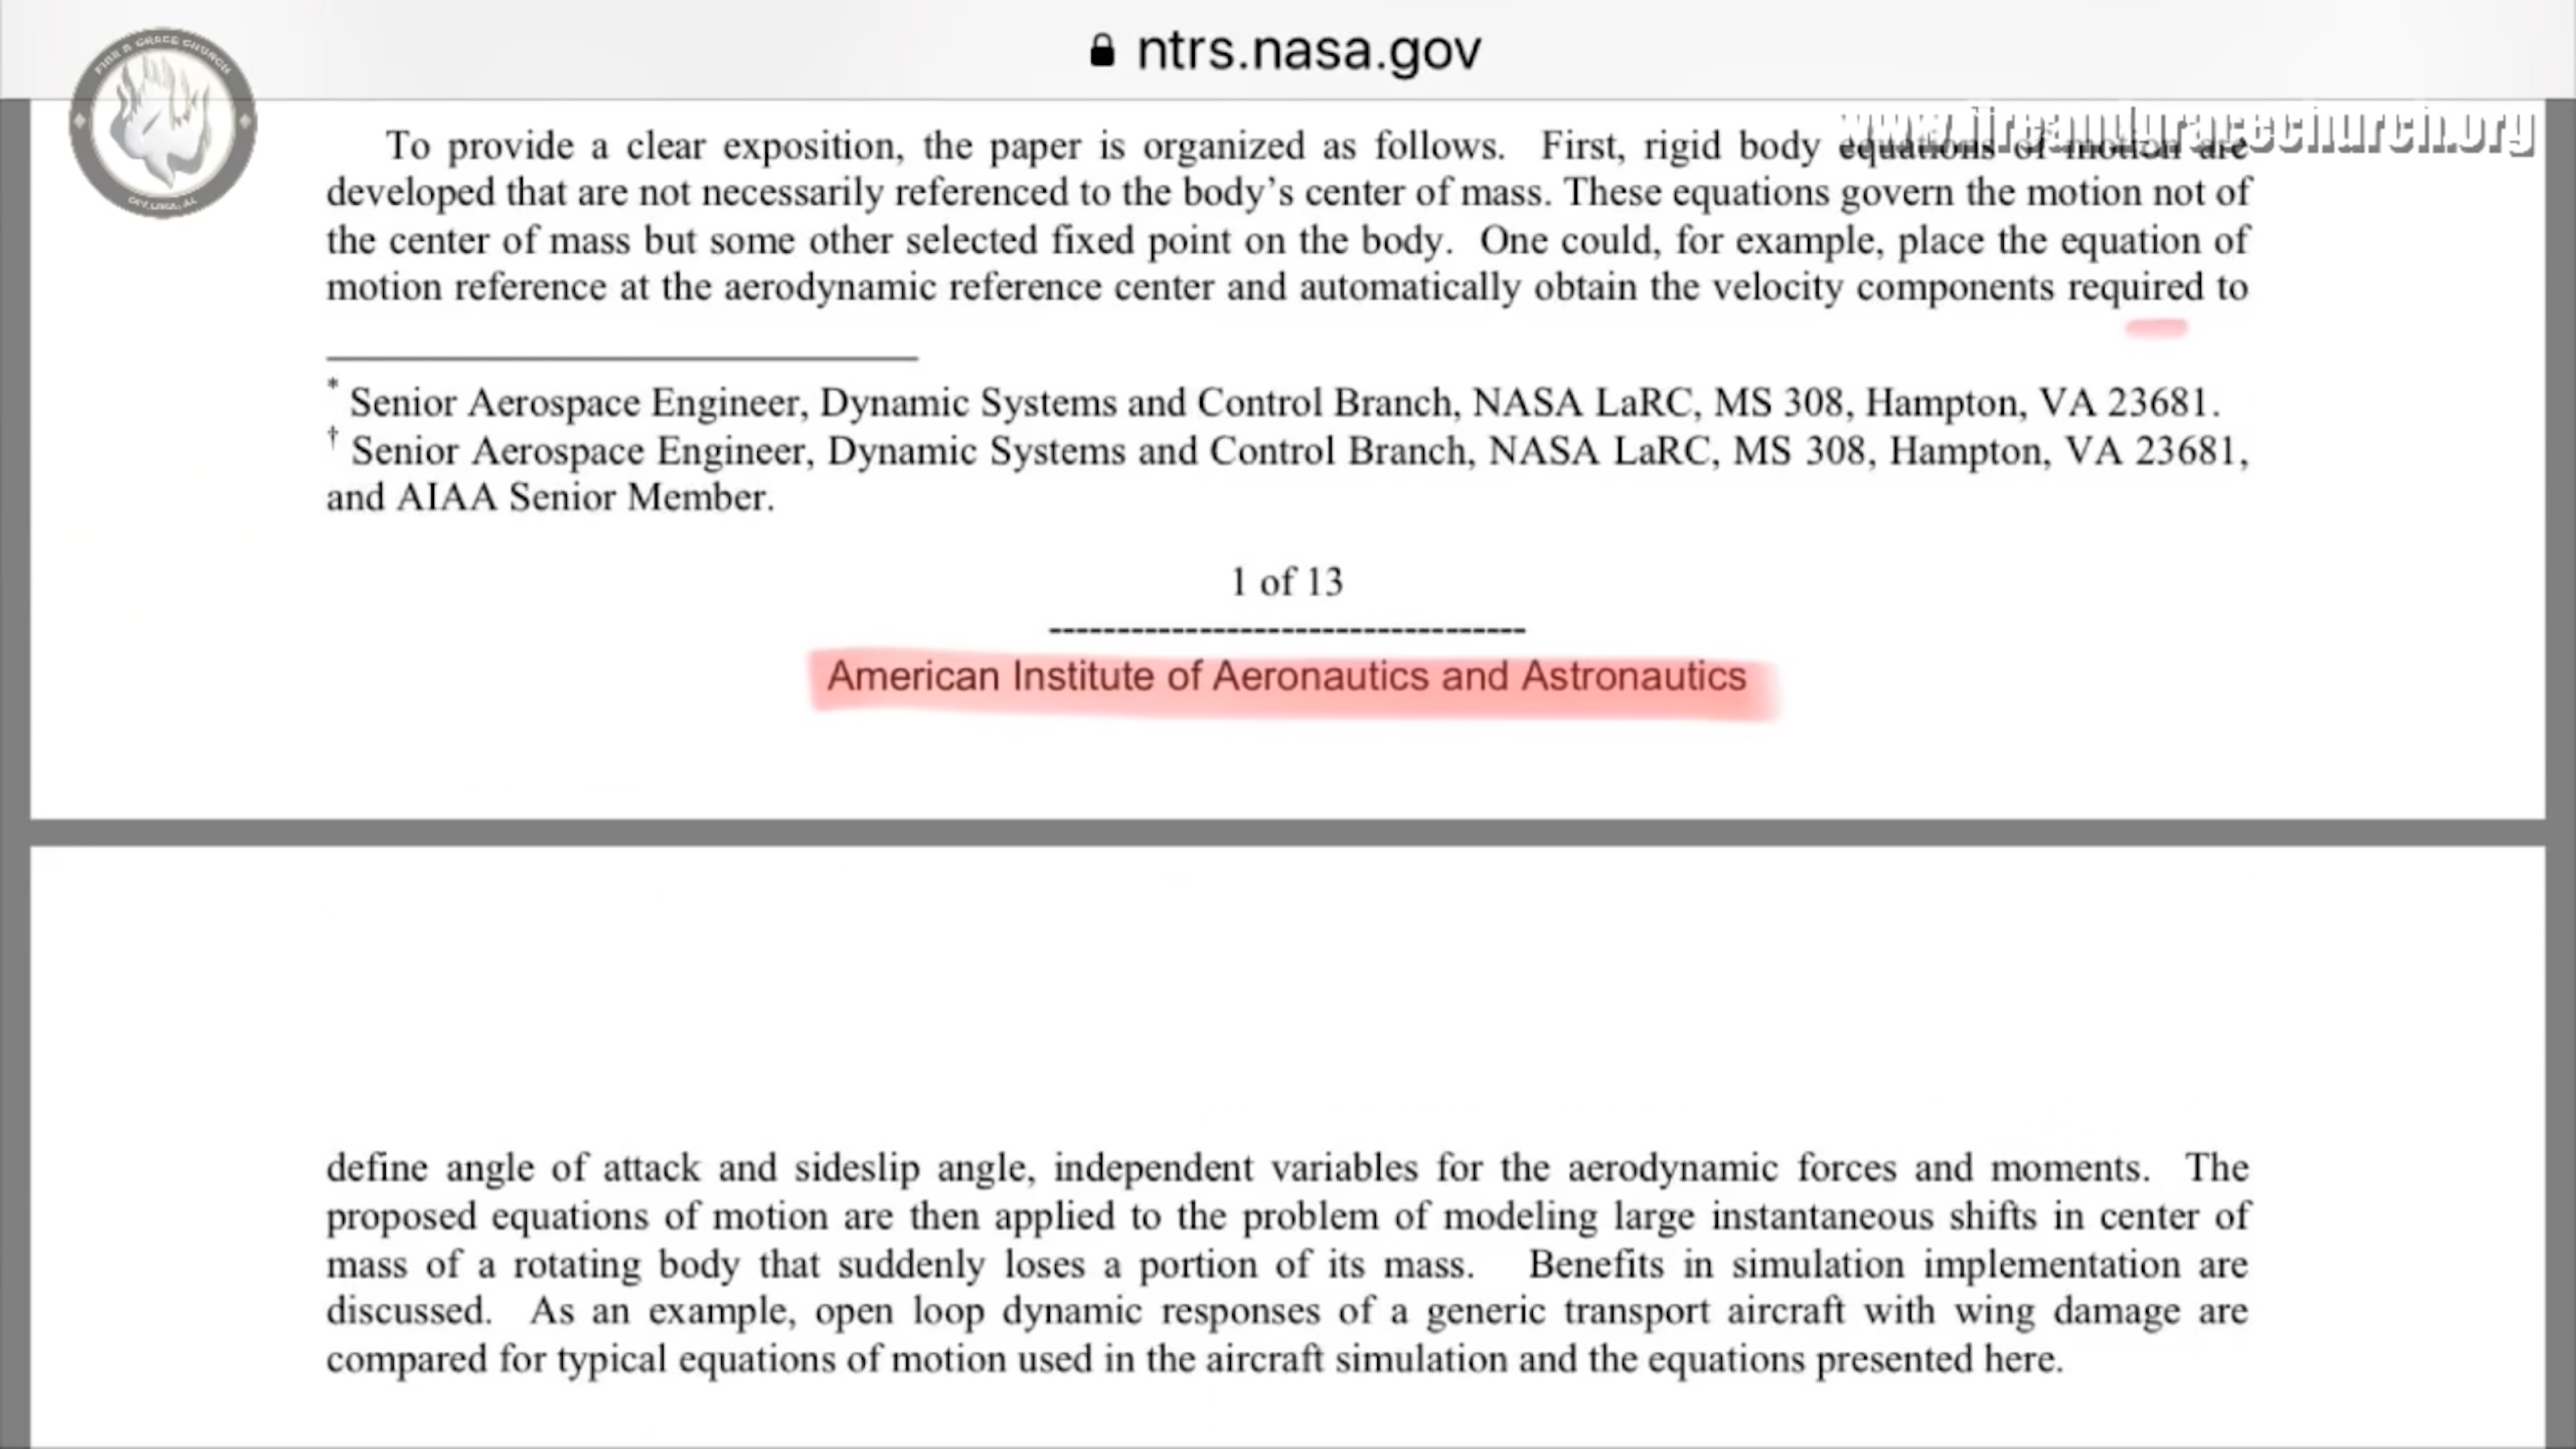 ntrs.nasa.gov
FIRE & GRACE CHURCH
www.fireandgracechurch.org
To provide a clear exposition, the paper is organized as follows. First, rigid body equations of motion are
developed that are not necessarily referenced to the body's center of mass. These equations govern the motion not of
the center of mass but some other selected fixed point on the body. One could, for example, place the equation of
motion reference at the aerodynamic reference center and automatically obtain the velocity components required to
* Senior Aerospace Engineer, Dynamic Systems and Control Branch, NASA LaRC, MS 308, Hampton, VA 23681.
† Senior Aerospace Engineer, Dynamic Systems and Control Branch, NASA LaRC, MS 308, Hampton, VA 23681,
and AIAA Senior Member.
1 of 13
-----------------------------------
American Institute of Aeronautics and Astronautics
define angle of attack and sideslip angle, independent variables for the aerodynamic forces and moments. The
proposed equations of motion are then applied to the problem of modeling large instantaneous shifts in center of
mass of a rotating body that suddenly loses a portion of its mass. Benefits in simulation implementation are
discussed. As an example, open loop dynamic responses of a generic transport aircraft with wing damage are
compared for typical equations of motion used in the aircraft simulation and the equations presented here.